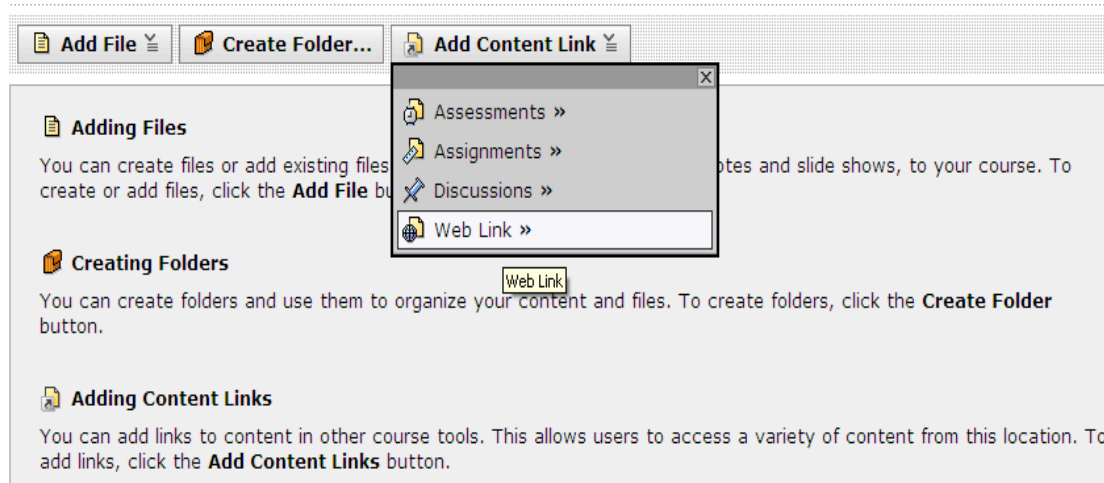 Add File Create Folder... Add Content Link
X
Assessments »
Assignments »
Discussions »
Web Link »
Web Link
Adding Files
You can create files or add existing files otes and slide shows, to your course. To
create or add files, click the Add File bu
Creating Folders
You can create folders and use them to organize your content and files. To create folders, click the Create Folder
button.
Adding Content Links
You can add links to content in other course tools. This allows users to access a variety of content from this location. To
add links, click the Add Content Links button.